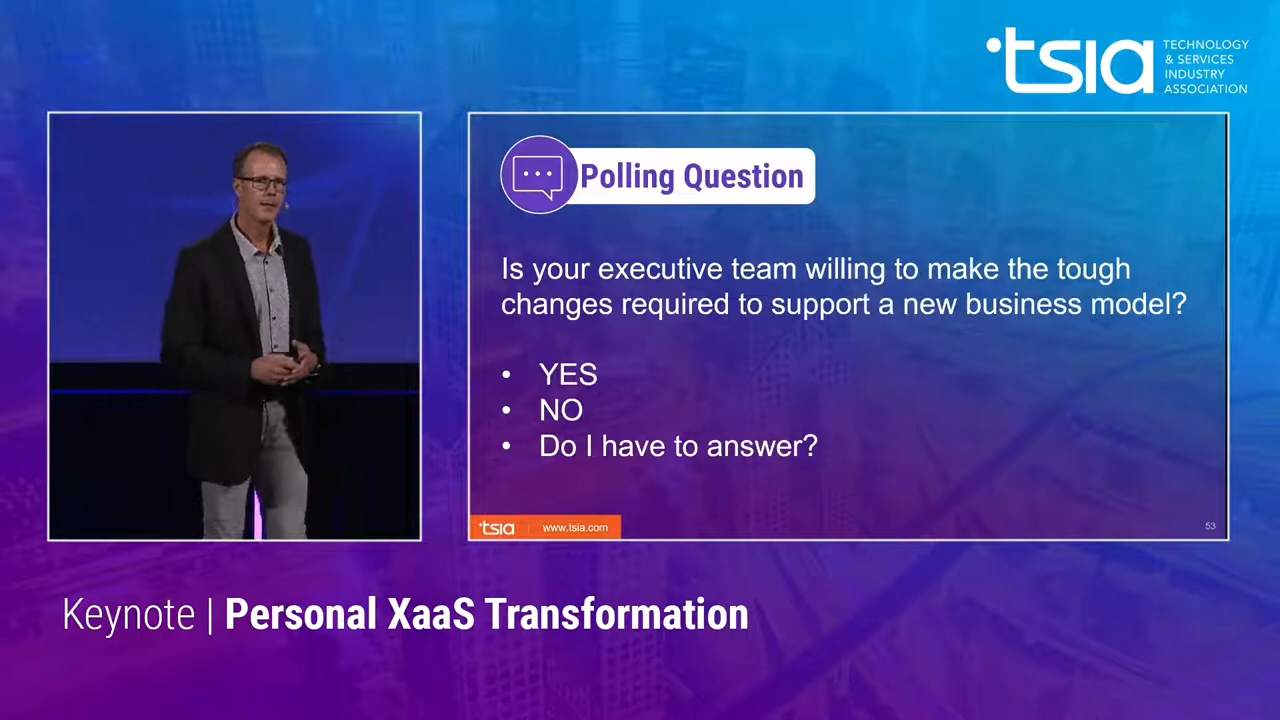 tsia
TECHNOLOGY
& SERVICES
INDUSTRY
ASSOCIATION
Polling Question
Is your executive team willing to make the tough
changes required to support a new business model?
• YES
• NO
• Do I have to answer?
tsia | www.tsia.com
53
Keynote | Personal XaaS Transformation